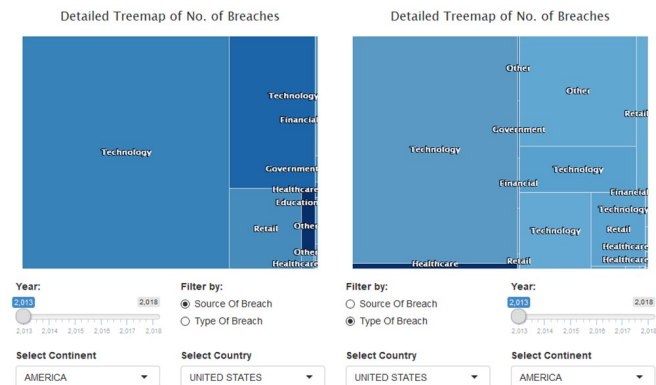 Detailed Treemap of No. of Breaches
Technology
Technology
Financial
Government
Healthcare
Education
Retail
Other
Other
Healthcare
Year:
2,013
2,018
2,013 2,014 2,015 2,016 2,017 2,018
Filter by:
Source Of Breach
Type Of Breach
Select Continent
AMERICA
Select Country
UNITED STATES
Detailed Treemap of No. of Breaches
Other
Other
Retail
Government
Technology
Technology
Financial
Financial
Technology
Technology
Retail
Healthcare
Healthcare
Retail
Healthcare
Filter by:
Source Of Breach
Type Of Breach
Year:
2,013
2,018
2,013 2,014 2,015 2,016 2,017 2,018
Select Country
UNITED STATES
Select Continent
AMERICA